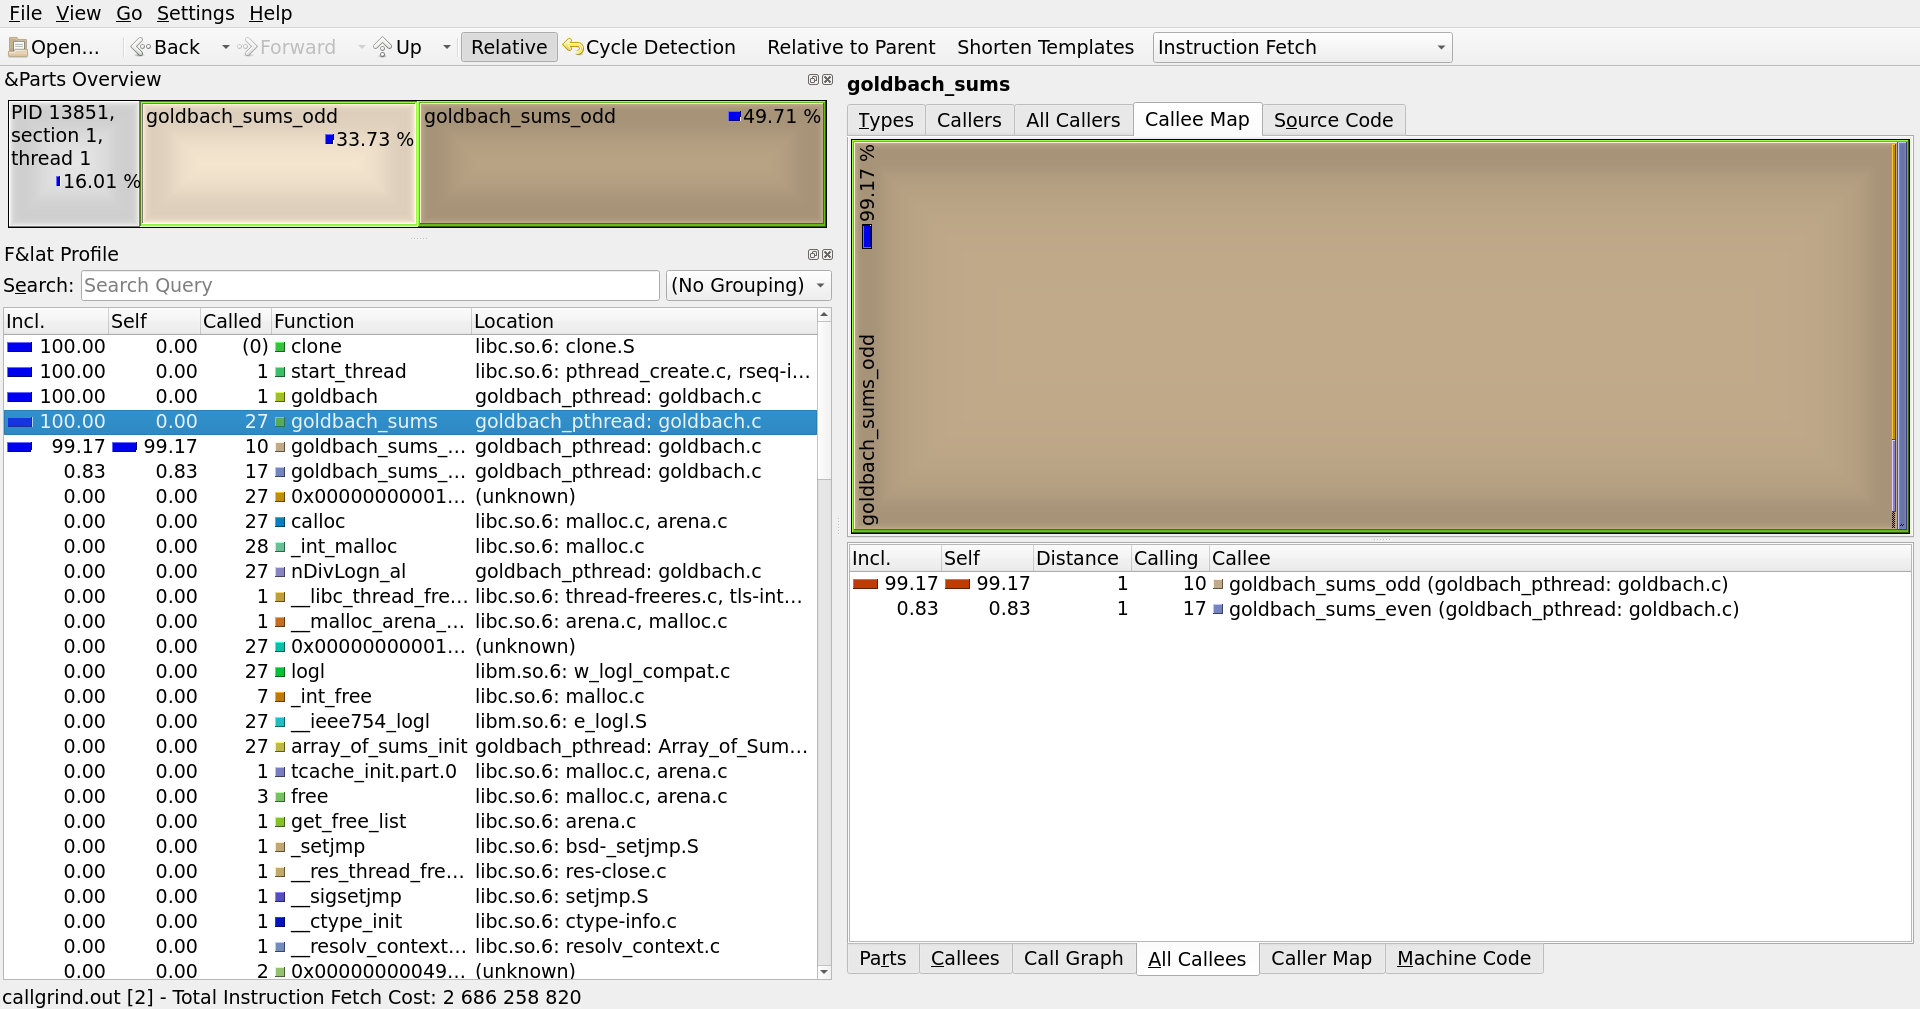 File View Go Settings Help
Open... Back Forward Up Relative Cycle Detection Relative to Parent Shorten Templates Instruction Fetch
&Parts Overview
PID 13851,
section 1,
thread 1
16.01 %
goldbach_sums_odd
33.73 %
goldbach_sums_odd
49.71 %
F&lat Profile
Search: Search Query (No Grouping)
Incl. Self Called Function Location
100.00 0.00 (0) clone libc.so.6: clone.S
100.00 0.00 1 start_thread libc.so.6: pthread_create.c, rseq-i...
100.00 0.00 1 goldbach goldbach_pthread: goldbach.c
100.00 0.00 27 goldbach_sums goldbach_pthread: goldbach.c
99.17 99.17 10 goldbach_sums_... goldbach_pthread: goldbach.c
0.83 0.83 17 goldbach_sums_... goldbach_pthread: goldbach.c
0.00 0.00 27 0x00000000001... (unknown)
0.00 0.00 27 calloc libc.so.6: malloc.c, arena.c
0.00 0.00 28 _int_malloc libc.so.6: malloc.c
0.00 0.00 27 nDivLogn_al goldbach_pthread: goldbach.c
0.00 0.00 1 __libc_thread_fre... libc.so.6: thread-freeres.c, tls-int...
0.00 0.00 1 __malloc_arena_... libc.so.6: arena.c, malloc.c
0.00 0.00 27 0x00000000001... (unknown)
0.00 0.00 27 logl libm.so.6: w_logl_compat.c
0.00 0.00 7 _int_free libc.so.6: malloc.c
0.00 0.00 27 __ieee754_logl libm.so.6: e_logl.S
0.00 0.00 27 array_of_sums_init goldbach_pthread: Array_of_Sum...
0.00 0.00 1 tcache_init.part.0 libc.so.6: malloc.c, arena.c
0.00 0.00 3 free libc.so.6: malloc.c, arena.c
0.00 0.00 1 get_free_list libc.so.6: arena.c
0.00 0.00 1 _setjmp libc.so.6: bsd-_setjmp.S
0.00 0.00 1 __res_thread_fre... libc.so.6: res-close.c
0.00 0.00 1 __sigsetjmp libc.so.6: setjmp.S
0.00 0.00 1 __ctype_init libc.so.6: ctype-info.c
0.00 0.00 1 __resolv_context... libc.so.6: resolv_context.c
0.00 0.00 2 0x00000000049... (unknown)
goldbach_sums
Types Callers All Callers Callee Map Source Code
goldbach_sums_odd 99.17 %
Incl. Self Distance Calling Callee
99.17 99.17 1 10 goldbach_sums_odd (goldbach_pthread: goldbach.c)
0.83 0.83 1 17 goldbach_sums_even (goldbach_pthread: goldbach.c)
Parts Callees Call Graph All Callees Caller Map Machine Code
callgrind.out [2] - Total Instruction Fetch Cost: 2 686 258 820